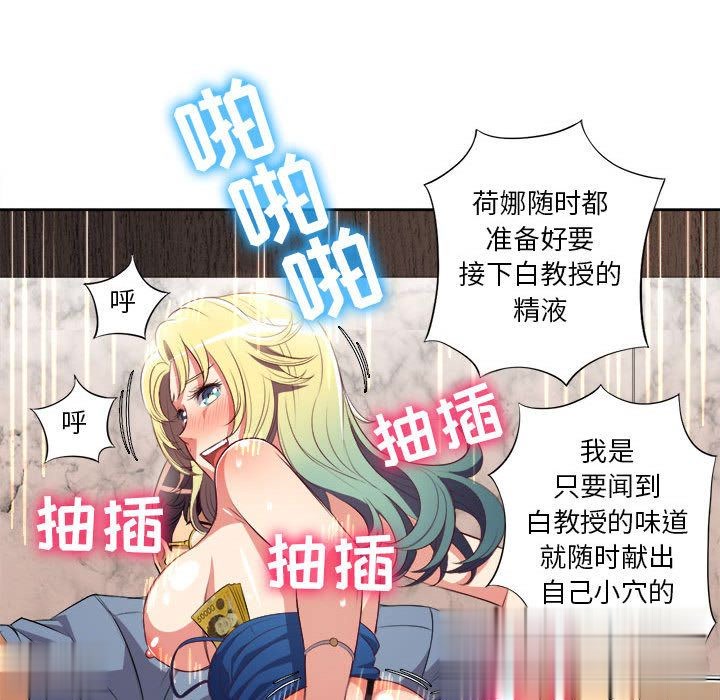 啪
啪
啪
荷娜随时都
准备好要
接下白教授的
精液
呼
呼
抽插
抽插
抽插
我是
只要闻到
白教授的味道
就随时献出
自己小穴的
50000